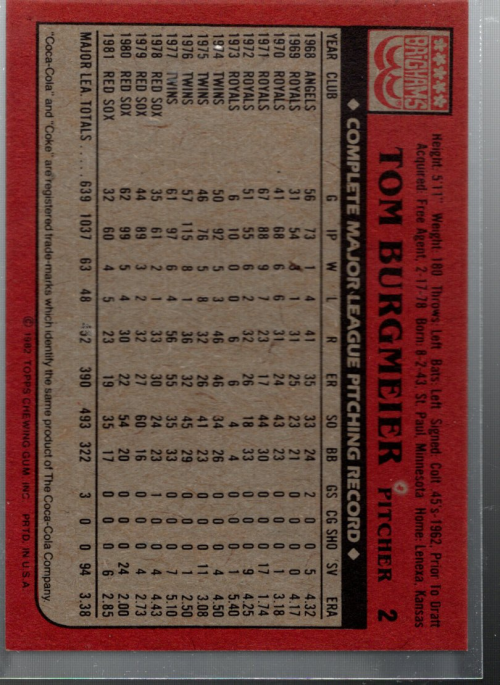 BRIGHAM'S
TOM BURGMEIER PITCHER 2
Height: 5'11" Weight: 180 Throws: Left Bats: Left Signed: Colt .45's-1962, Prior To Draft
Acquired: Free Agent, 2-17-78 Born: 8-2-43, St. Paul, Minnesota Home: Lenexa, Kansas
◆ COMPLETE MAJOR LEAGUE PITCHING RECORD ◆
YEAR CLUB G IP W L R ER SO BB GS CG SHO SV ERA
1968 ANGELS 56 73 1 4 41 35 33 24 2 0 0 5 4.32
1969 ROYALS 31 54 3 1 31 25 23 21 0 0 0 0 4.17
1970 ROYALS 41 68 6 6 31 24 43 23 0 0 0 1 3.18
1971 ROYALS 67 88 9 7 23 17 44 30 0 0 0 17 1.74
1972 ROYALS 51 55 6 2 32 26 18 33 0 0 0 9 4.25
1973 ROYALS 6 10 0 0 6 6 4 4 0 0 0 1 5.40
1974 TWINS 50 92 5 3 46 46 34 26 0 0 0 4 4.50
1975 TWINS 46 76 5 8 32 26 41 23 0 0 0 11 3.08
1976 TWINS 57 115 8 1 36 32 45 29 0 0 0 1 2.50
1977 TWINS 61 97 6 4 56 55 35 33 0 0 0 7 5.10
1978 RED SOX 35 61 2 1 33 30 24 23 1 0 0 4 4.43
1979 RED SOX 44 89 3 2 32 27 60 16 0 0 0 4 2.73
1980 RED SOX 62 99 5 4 30 22 54 20 0 0 0 24 2.00
1981 RED SOX 32 60 4 5 23 19 35 17 0 0 0 6 2.85
MAJOR LEA. TOTALS ..... 639 1037 63 48 452 390 493 322 3 0 0 94 3.38
"Coca-Cola" and "Coke" are registered trade-marks which identify the same product of The Coca-Cola Company.
© 1982 TOPPS CHEWING GUM INC. PRTD. IN U.S.A.